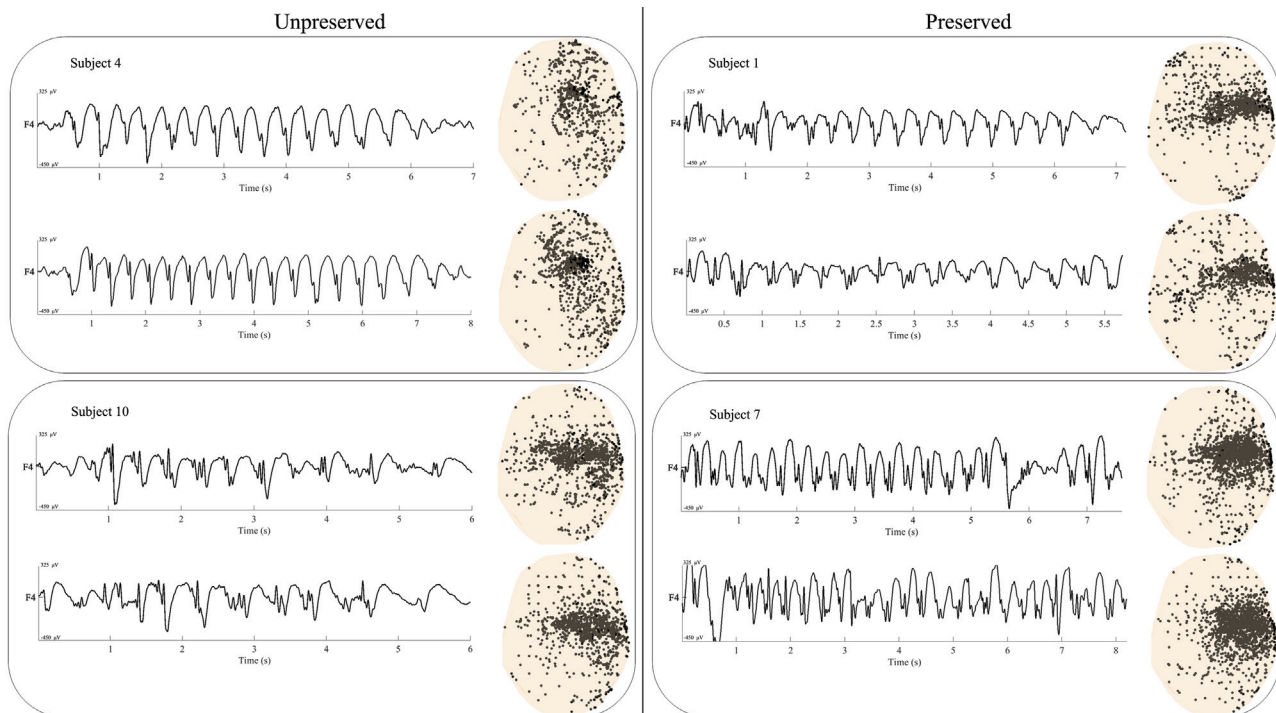 Unpreserved
Subject 4
325 µV
F4
-450 µV
1 2 3 4 5 6 7
Time (s)
325 µV
F4
-450 µV
1 2 3 4 5 6 7 8
Time (s)
Subject 10
325 µV
F4
-450 µV
1 2 3 4 5 6
Time (s)
325 µV
F4
-450 µV
1 2 3 4 5 6
Time (s)
Preserved
Subject 1
325 µV
F4
-450 µV
1 2 3 4 5 6 7
Time (s)
325 µV
F4
-450 µV
0.5 1 1.5 2 2.5 3 3.5 4 4.5 5 5.5
Time (s)
Subject 7
325 µV
F4
-450 µV
1 2 3 4 5 6 7
Time (s)
325 µV
F4
-450 µV
1 2 3 4 5 6 7 8
Time (s)